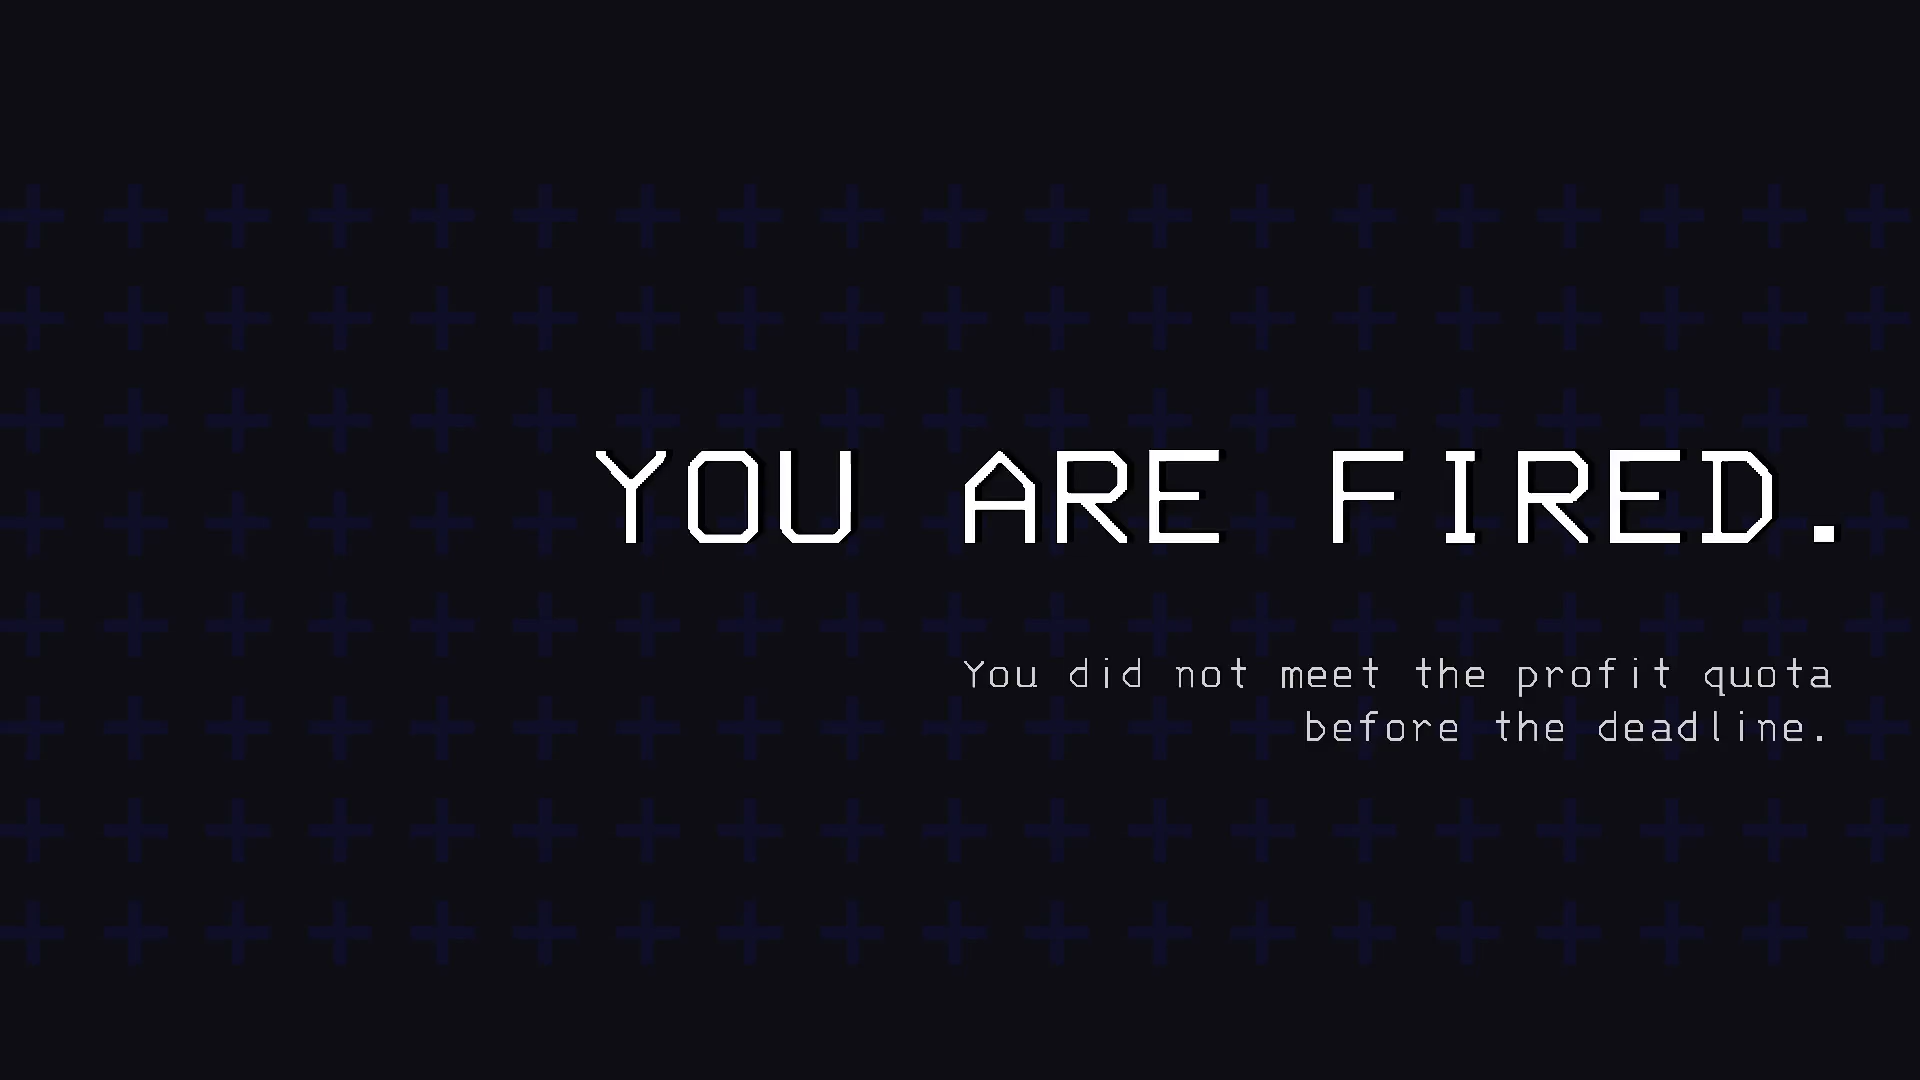 YOU ARE FIRED.
You did not meet the profit quota
before the deadline.